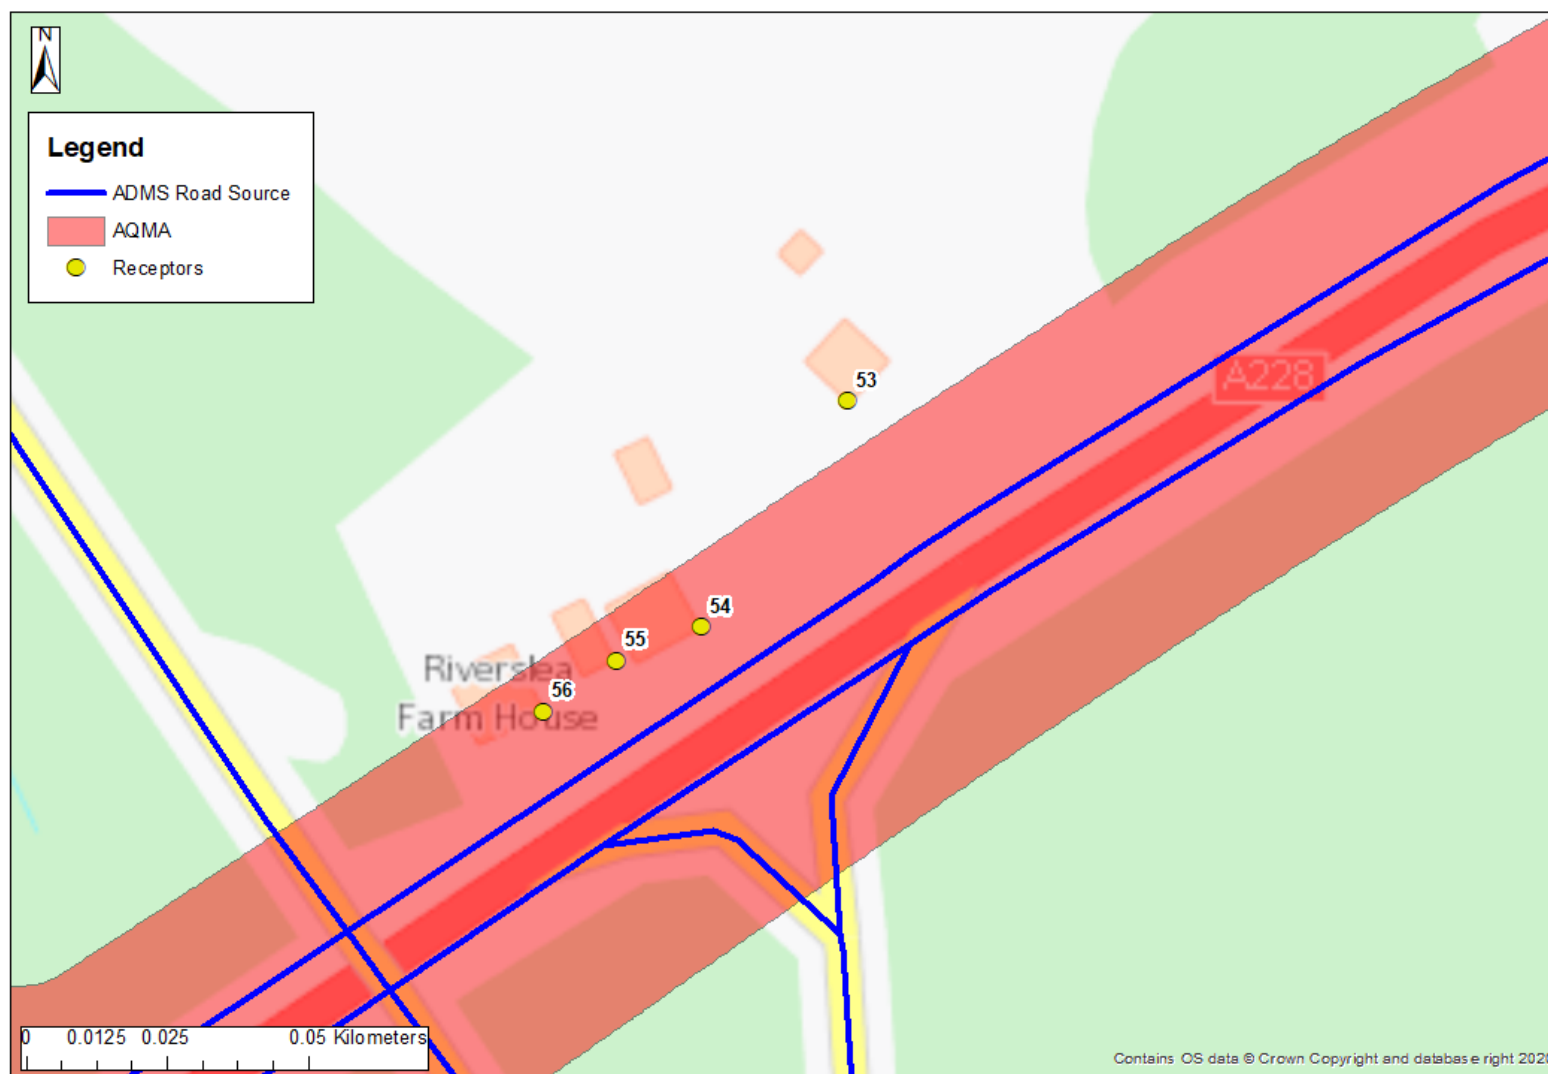 N
Legend
ADMS Road Source
AQMA
Receptors
53
A228
54
55
Riverslea
56
Farm House
0 0.0125 0.025 0.05 Kilometers
Contains OS data © Crown Copyright and database right 2020